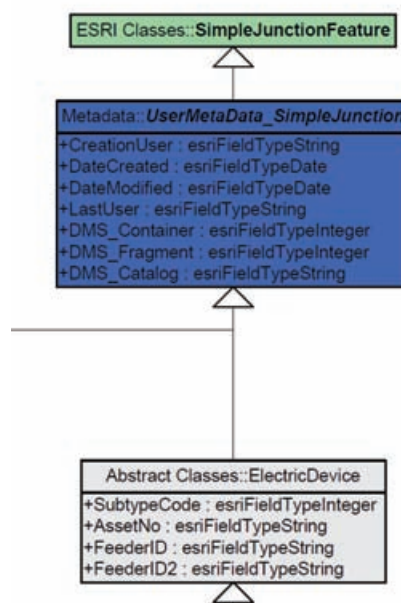 ESRI Classes::SimpleJunctionFeature
Metadata::UserMetaData_SimpleJunction
+CreationUser : esriFieldTypeString
+DateCreated : esriFieldTypeDate
+DateModified : esriFieldTypeDate
+LastUser : esriFieldTypeString
+DMS_Container : esriFieldTypeInteger
+DMS_Fragment : esriFieldTypeInteger
+DMS_Catalog : esriFieldTypeString
Abstract Classes::ElectricDevice
+SubtypeCode : esriFieldTypeInteger
+AssetNo : esriFieldTypeString
+FeederID : esriFieldTypeString
+FeederID2 : esriFieldTypeString